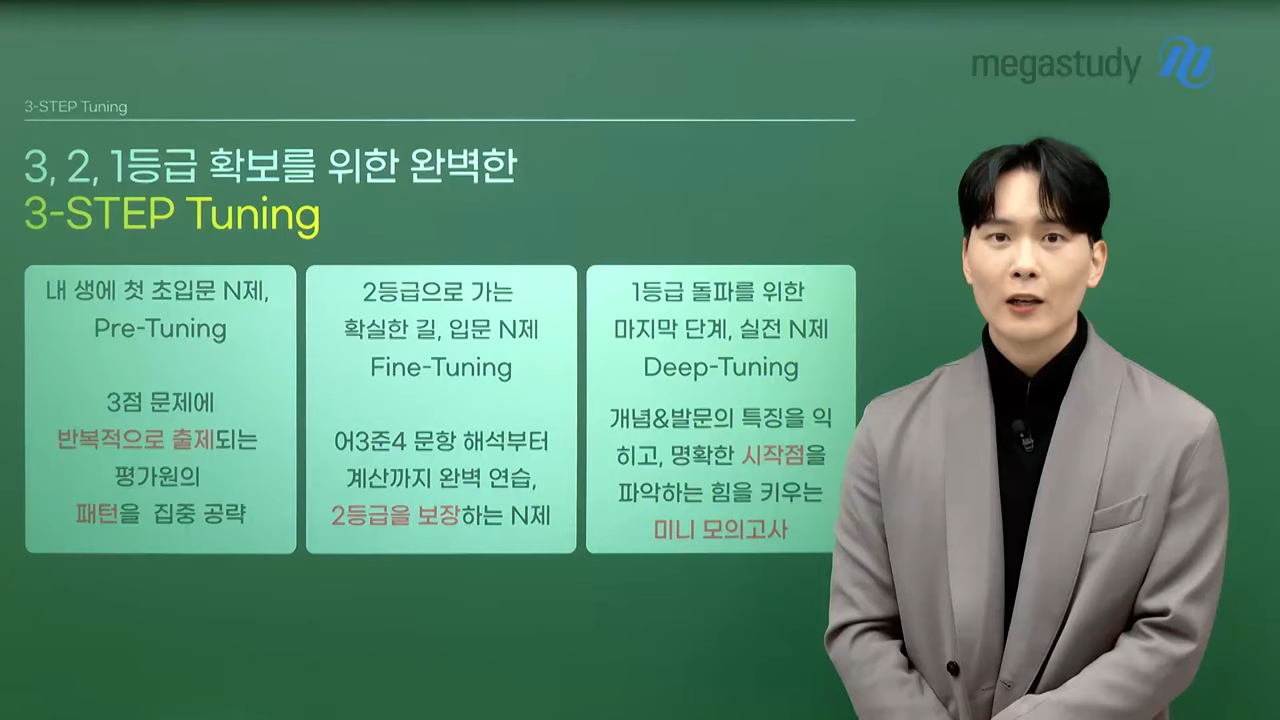 megastudy
3-STEP Tuning
3, 2, 1등급 확보를 위한 완벽한
3-STEP Tuning
내 생에 첫 초입문 N제,
Pre-Tuning
3점 문제에
반복적으로 출제되는
평가원의
패턴을 집중 공략
2등급으로 가는
확실한 길, 입문 N제
Fine-Tuning
어3준4 문항 해석부터
계산까지 완벽 연습,
2등급을 보장하는 N제
1등급 돌파를 위한
마지막 단계, 실전 N제
Deep-Tuning
개념&발문의 특징을 익
히고, 명확한 시작점을
파악하는 힘을 키우는
미니 모의고사